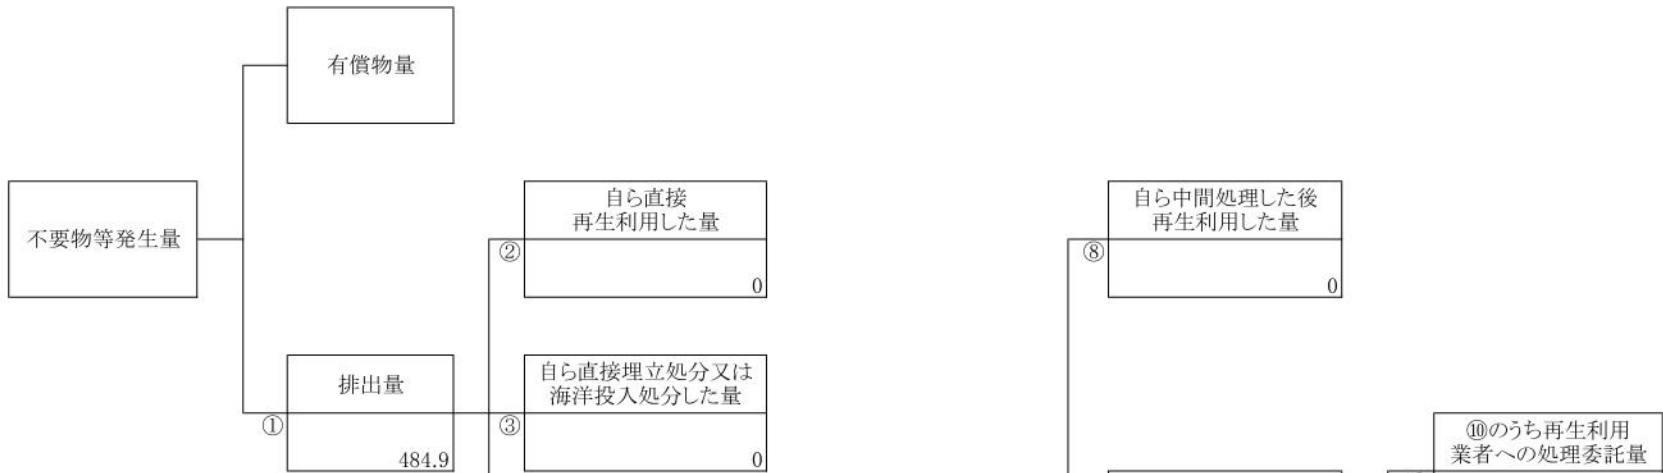 有償物量
不要物等発生量
自ら直接
再生利用した量
②
0
自ら中間処理した後
再生利用した量
⑧
0
排出量
①
484.9
自ら直接埋立処分又は
海洋投入処分した量
③
0
⑩のうち再生利用
業者への処理委託量